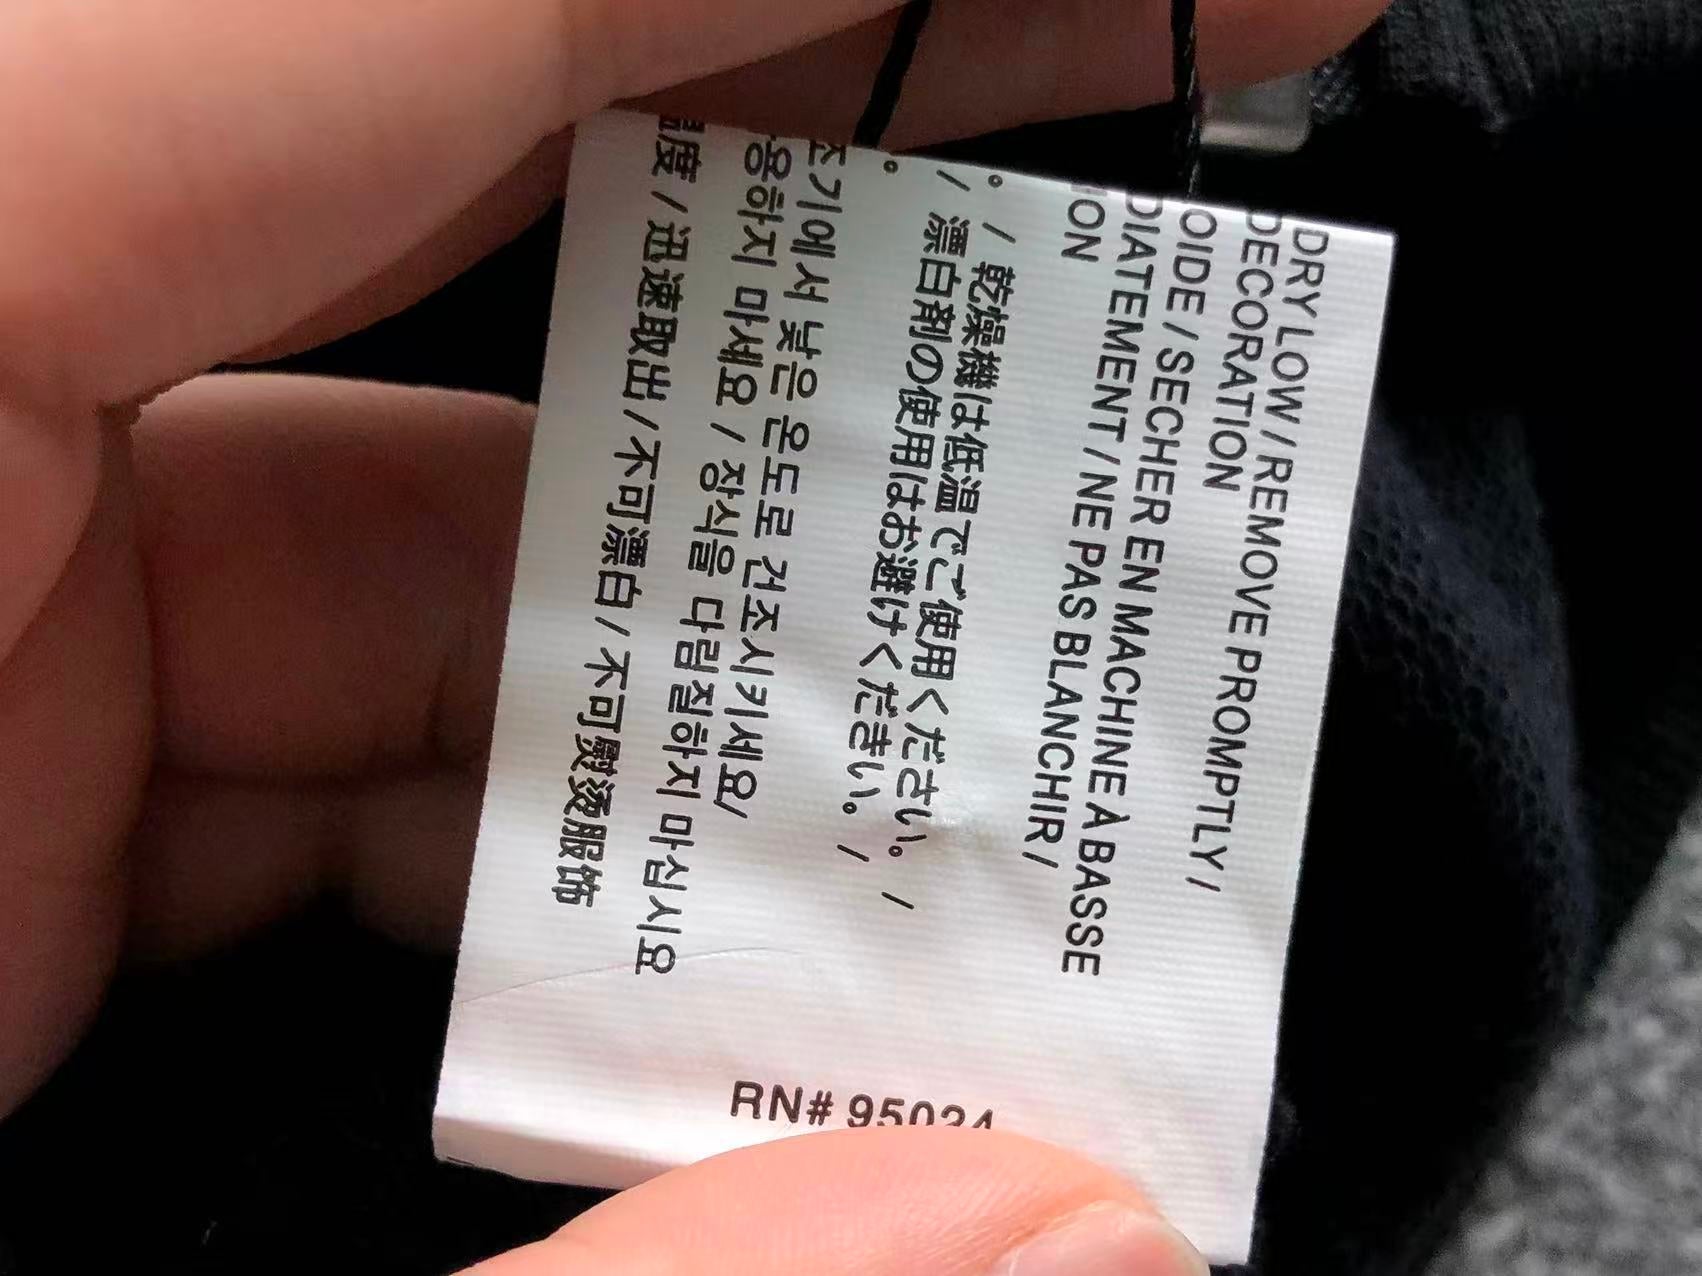 DRY LOW / REMOVE PROMPTLY /
DECORATION
OIDE / SECHER EN MACHINE À BASSE
DIATEMENT / NE PAS BLANCHIR /
ION
。/ 乾燥機は低温でご使用ください。 /
/ 漂白剤の使用はお避けください。 /
。
조기에서 낮은 온도로 건조시키세요/
용하지 마세요 / 장식을 다림질하지 마십시요
温度 / 迅速取出 / 不可漂白 / 不可熨烫服饰
RN# 95024